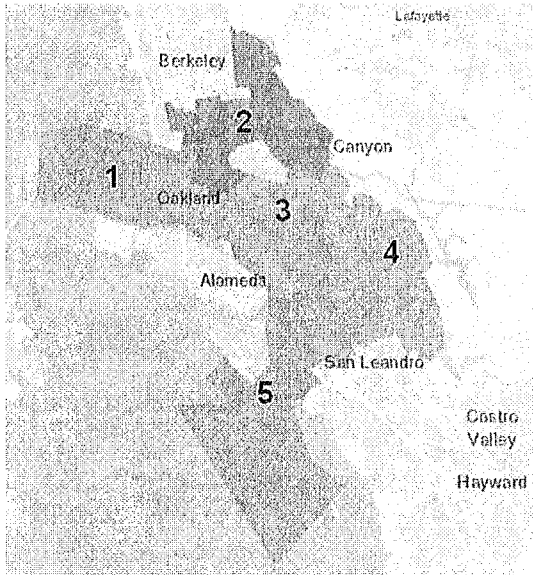 Lafayette
Berkeley
2
Canyon
1
Oakland
3
4
Alameda
San Leandro
5
Castro
Valley
Hayward